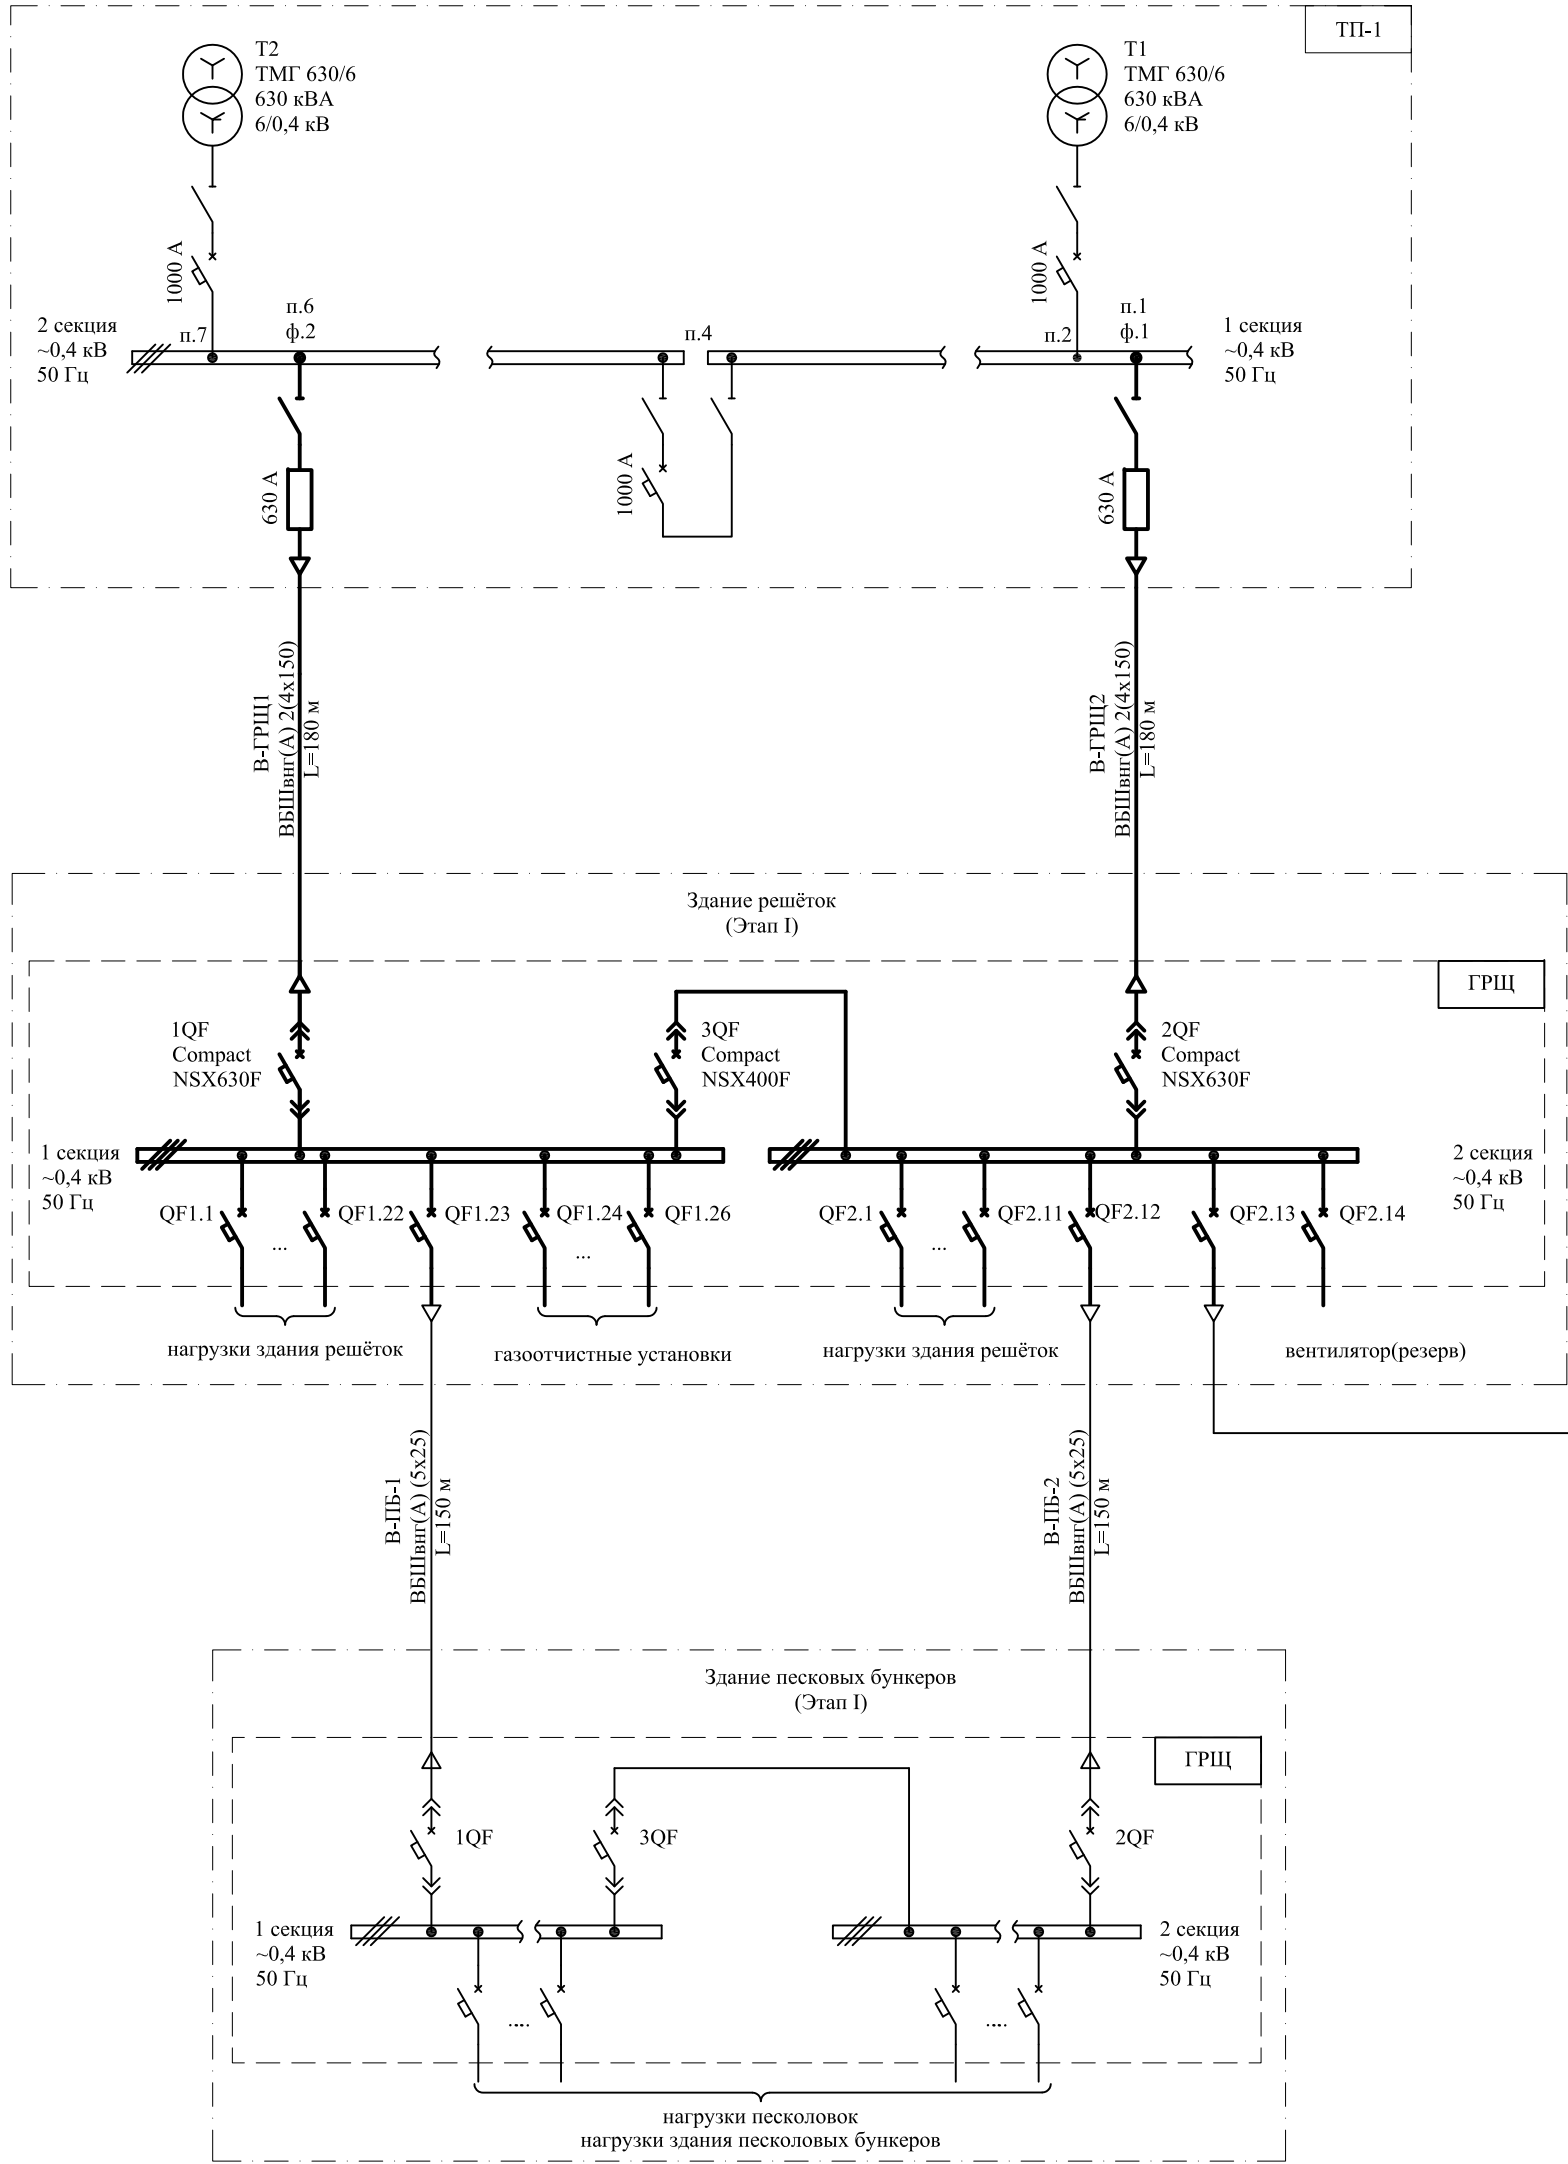 ТП-1
Т2
ТМГ 630/6
630 кВА
6/0,4 кВ
Т1
ТМГ 630/6
630 кВА
6/0,4 кВ
1000 А
1000 А
2 секция
~0,4 кВ
50 Гц
п.7
п.6
ф.2
п.4
п.2
п.1
ф.1
1 секция
~0,4 кВ
50 Гц
630 А
1000 А
630 А
В-ГРЩ1
ВБШвнг(А) 2(4х150)
L=180 м
В-ГРЩ2
ВБШвнг(А) 2(4х150)
L=180 м
Здание решёток
(Этап I)
ГРЩ
1QF
Compact
NSX630F
3QF
Compact
NSX400F
2QF
Compact
NSX630F
1 секция
~0,4 кВ
50 Гц
2 секция
~0,4 кВ
50 Гц
QF1.1
...
QF1.22
QF1.23
QF1.24
...
QF1.26
QF2.1
...
QF2.11
QF2.12
QF2.13
QF2.14
нагрузки здания решёток
газоотчистные установки
нагрузки здания решёток
вентилятор(резерв)
В-ПБ-1
ВБШвнг(А) (5х25)
L=150 м
В-ПБ-2
ВБШвнг(А) (5х25)
L=150 м
Здание песковых бункеров
(Этап I)
ГРЩ
1QF
3QF
2QF
1 секция
~0,4 кВ
50 Гц
2 секция
~0,4 кВ
50 Гц
....
....
нагрузки песколовок
нагрузки здания песколовых бункеров